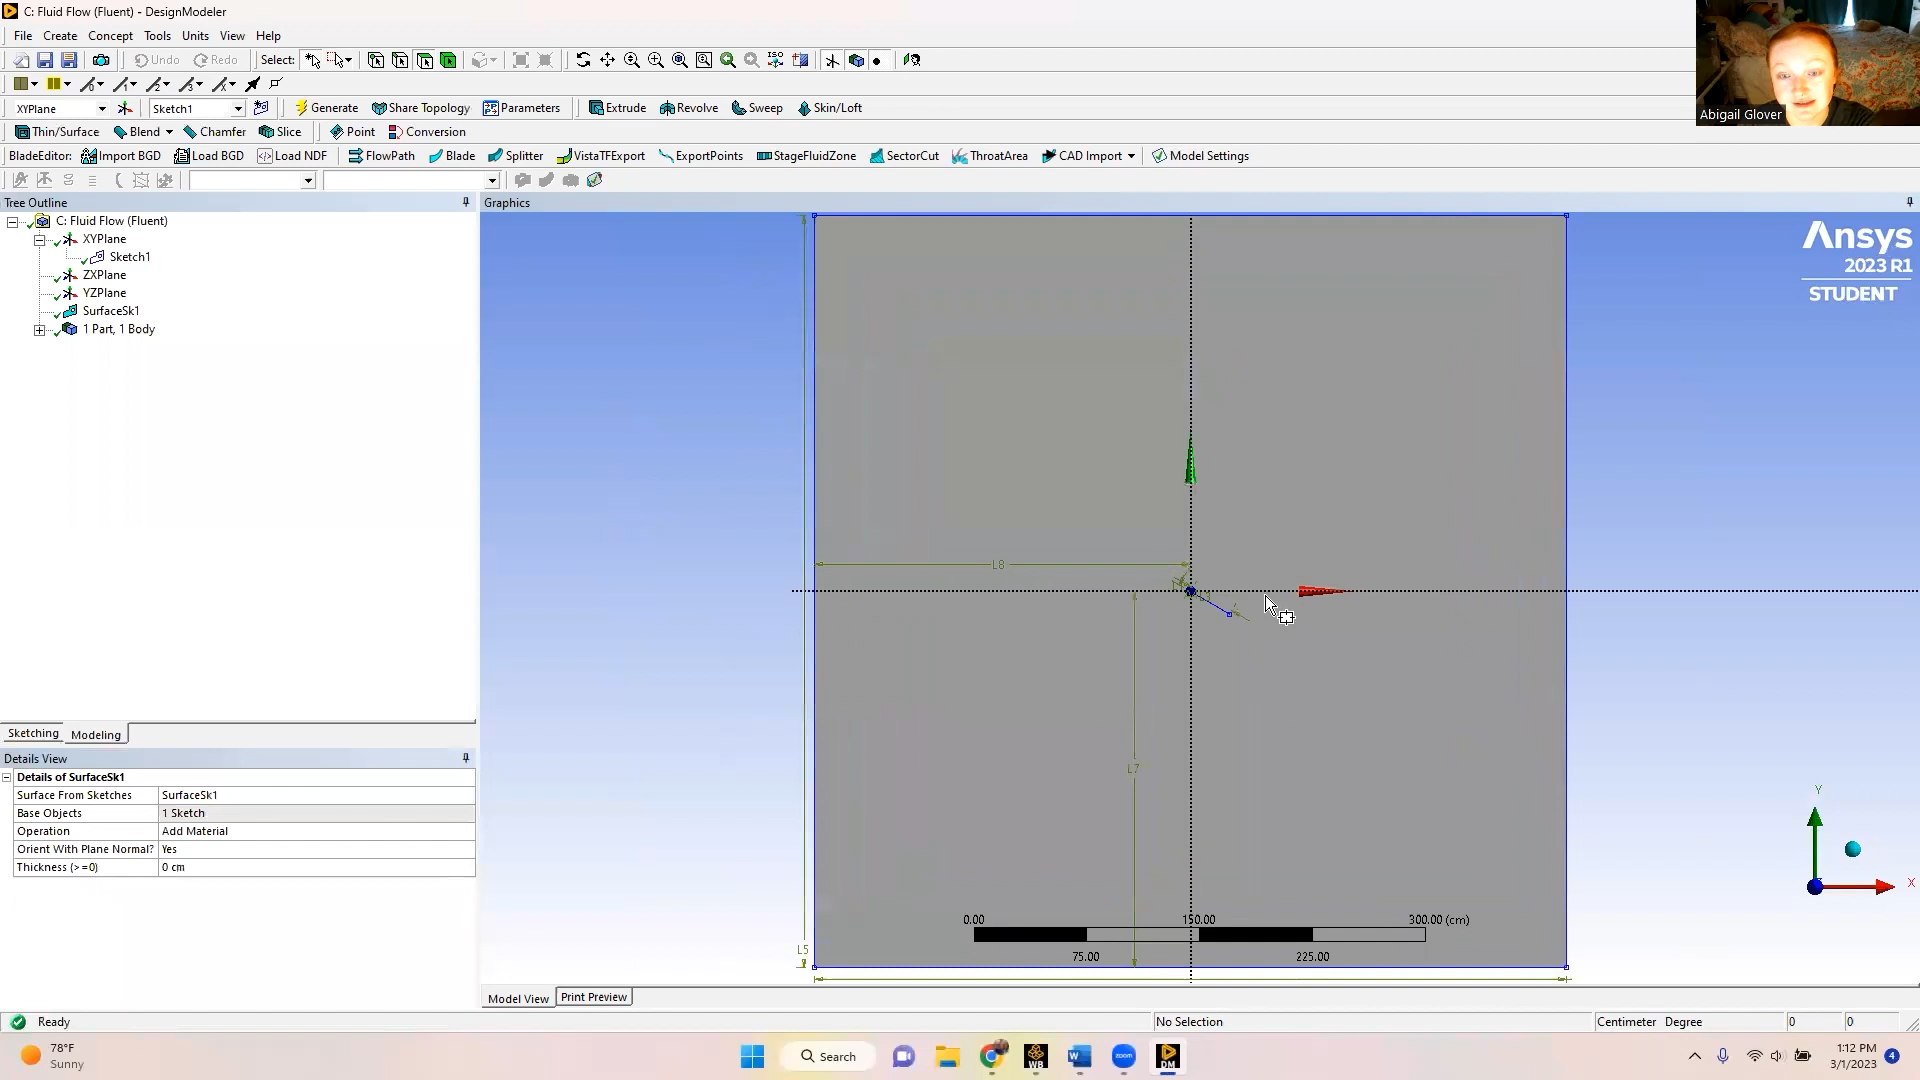 C: Fluid Flow (Fluent) - DesignModeler
File Create Concept Tools Units View Help
Undo Redo Select: ISO
XYPlane Sketch1 Generate Share Topology Parameters Extrude Revolve Sweep Skin/Loft
Thin/Surface Blend Chamfer Slice Point Conversion
BladeEditor: Import BGD Load BGD Load NDF FlowPath Blade Splitter VistaTFExport ExportPoints StageFluidZone SectorCut ThroatArea CAD Import Model Settings
Abigail Glover
Tree Outline
C: Fluid Flow (Fluent)
XYPlane
Sketch1
ZXPlane
YZPlane
SurfaceSk1
1 Part, 1 Body
Sketching Modeling
Details View
Details of SurfaceSk1
Surface From Sketches SurfaceSk1
Base Objects 1 Sketch
Operation Add Material
Orient With Plane Normal? Yes
Thickness (>=0) 0 cm
Graphics
Ansys
2023 R1
STUDENT
L8
L7
L5
Y
X
0.00 150.00 300.00 (cm)
75.00 225.00
Model View Print Preview
Ready No Selection Centimeter Degree 0 0
78°F
Sunny
Search
WB
W
zoom
DM
1:12 PM
3/1/2023
4